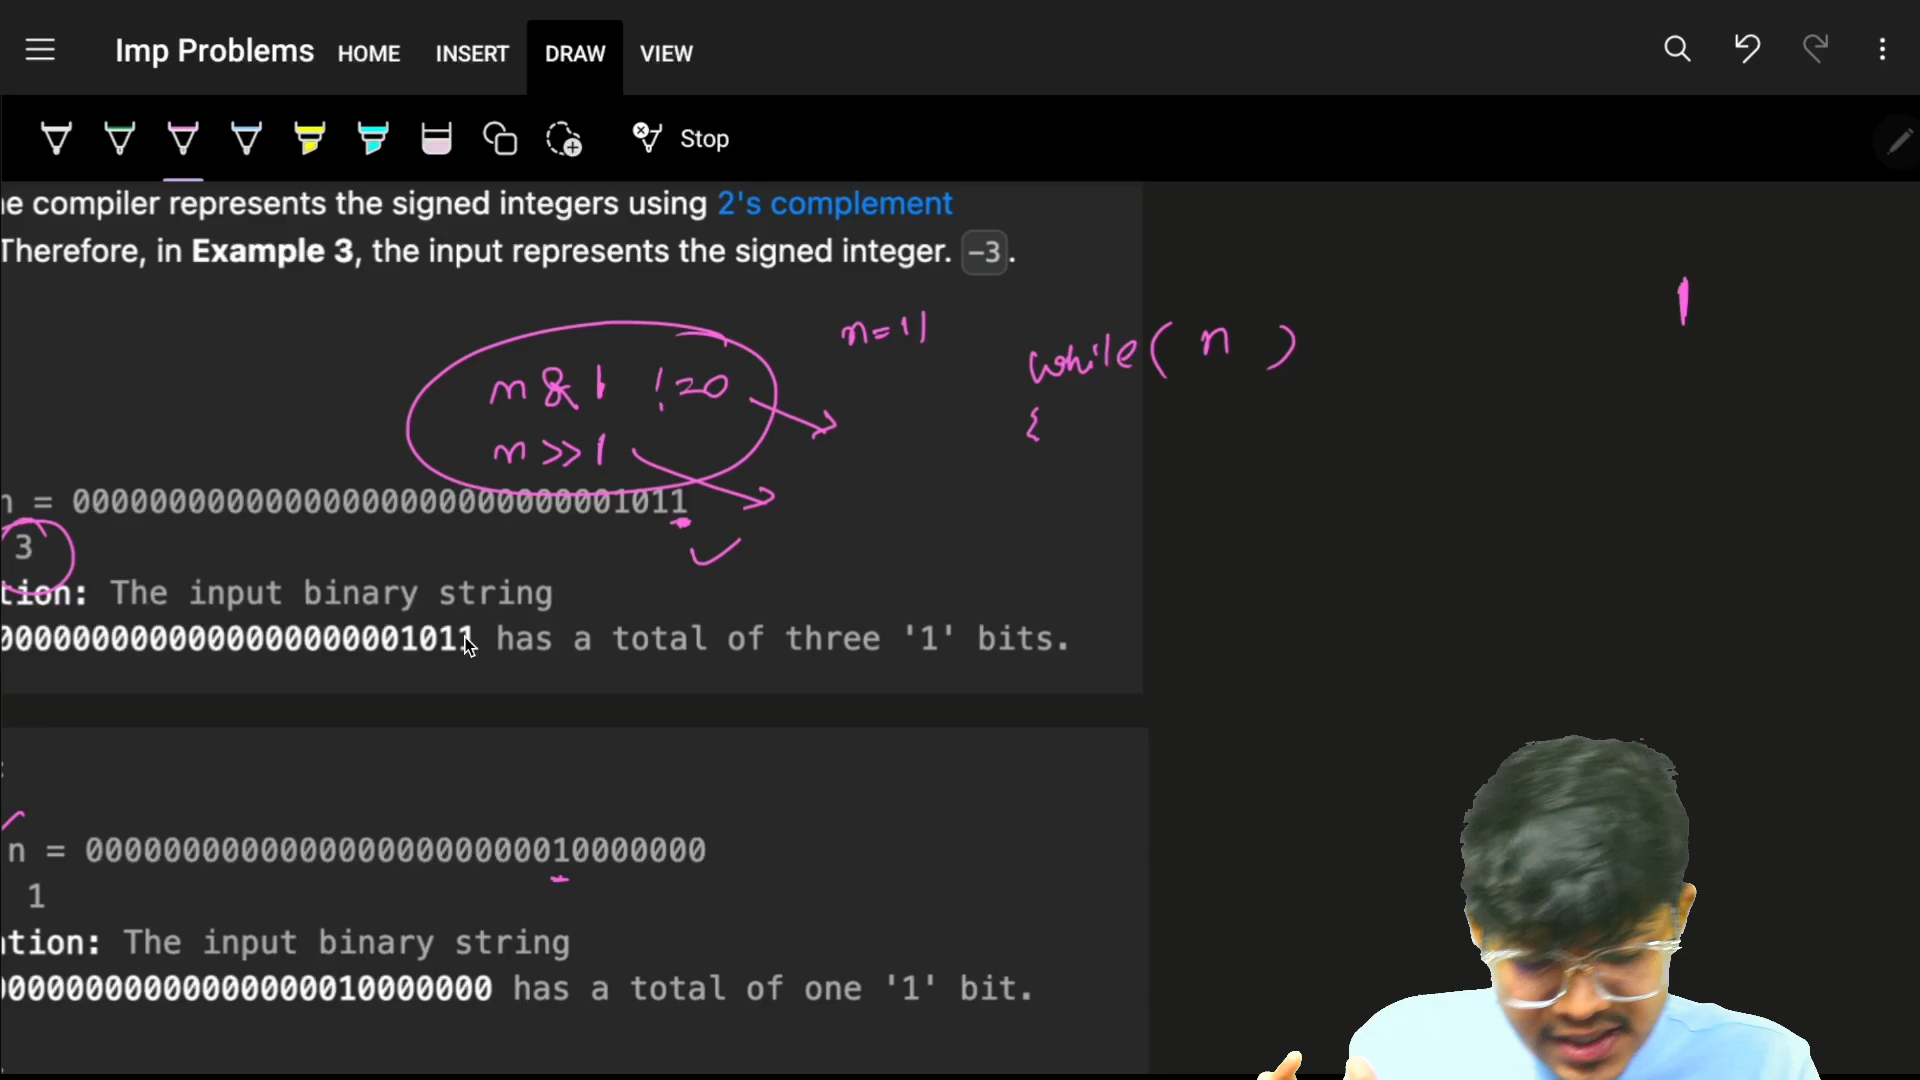 Imp Problems HOME INSERT DRAW VIEW
Stop
e compiler represents the signed integers using 2's complement
Therefore, in Example 3, the input represents the signed integer. -3.
n = 11
while ( n )
{
n & 1 != 0
n >> 1
1
n = 00000000000000000000000000001011
3
tion: The input binary string
0000000000000000000000001011 has a total of three '1' bits.
n = 00000000000000000000000010000000
1
ation: The input binary string
00000000000000000000010000000 has a total of one '1' bit.